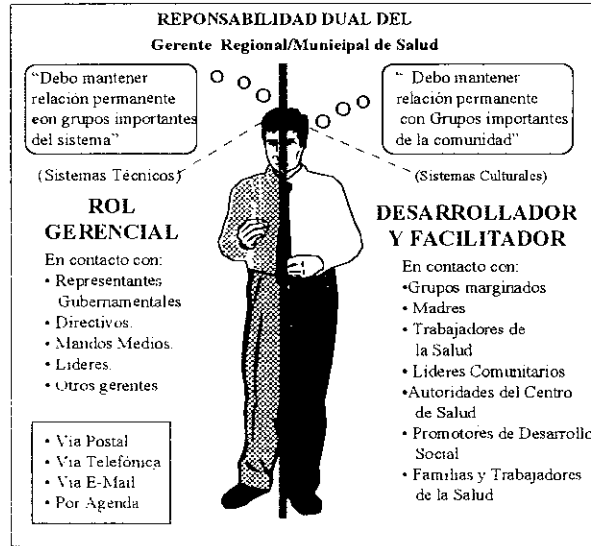 REPONSABILIDAD DUAL DEL
Gerente Regional/Municipal de Salud
“Debo mantener
relación permanente
con grupos importantes
del sistema”
(Sistemas Técnicos)
ROL
GERENCIAL
En contacto con:
• Representantes
Gubernamentales
• Directivos.
• Mandos Medios.
• Lideres.
• Otros gerentes
• Via Postal
• Via Telefónica
• Via E-Mail
• Por Agenda
“ Debo mantener
relación permanente
con Grupos importantes
de la comunidad”
(Sistemas Culturales)
DESARROLLADOR
Y FACILITADOR
En contacto con:
•Grupos marginados
• Madres
• Trabajadores de
la Salud
• Líderes Comunitarios
•Autoridades del Centro
de Salud
• Promotores de Desarrollo
Social
• Familias y Trabajadores
de la Salud